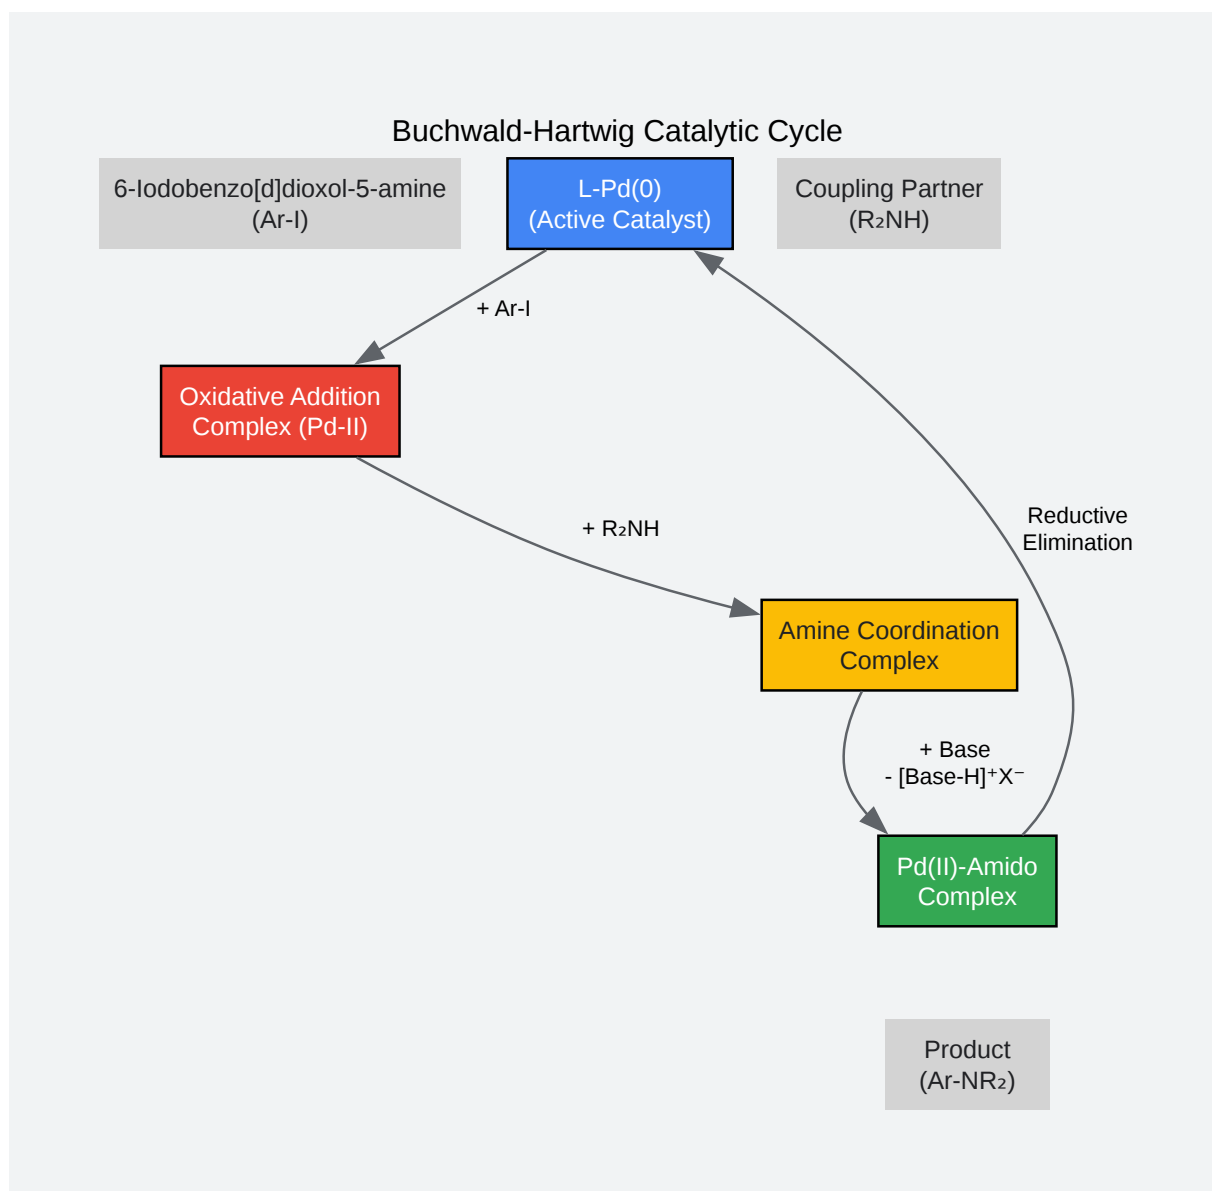 Buchwald-Hartwig Catalytic Cycle
6-Iodobenzo[d]dioxol-5-amine
(Ar-I)
L-Pd(0)
(Active Catalyst)
Coupling Partner
(R₂NH)
+ Ar-I
Oxidative Addition
Complex (Pd-II)
+ R₂NH
Reductive
Elimination
Amine Coordination
Complex
+ Base
- [Base-H]⁺X⁻
Pd(II)-Amido
Complex
Product
(Ar-NR₂)